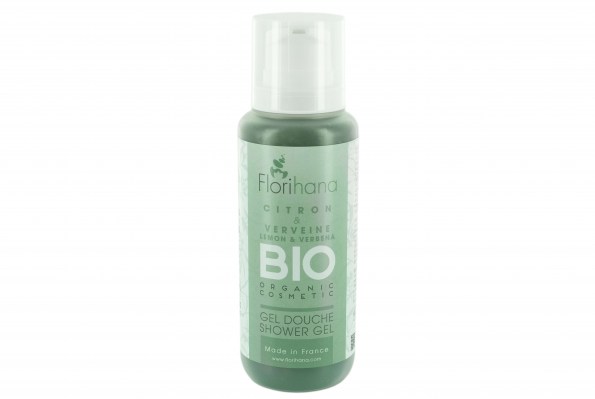 Florihana
CITRON
&
VERVEINE
LEMON & VERBENA
BIO
ORGANIC
COSMETIC
GEL DOUCHE
SHOWER GEL
Made in France
www.florihana.com